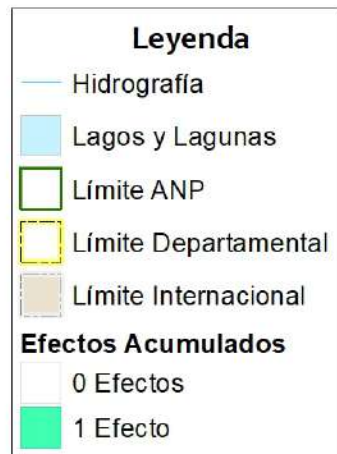 Leyenda
Hidrografía
Lagos y Lagunas
Límite ANP
Límite Departamental
Límite Internacional
Efectos Acumulados
0 Efectos
1 Efecto